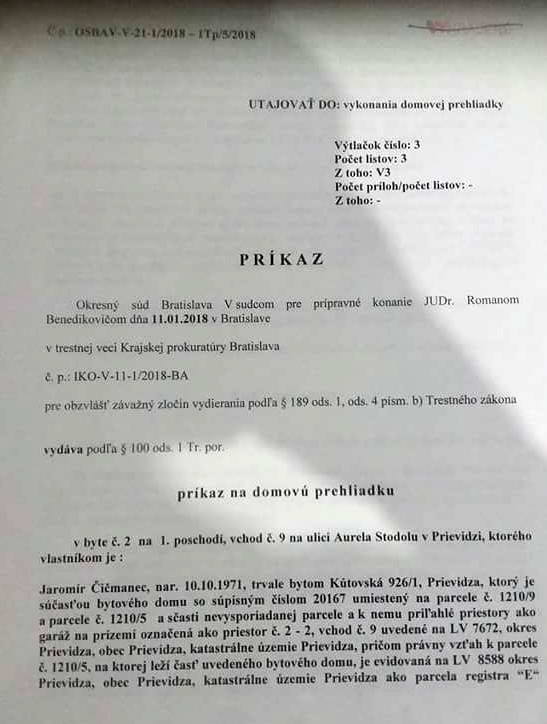 Č p.: OSBAV-V-21-1/2018 – 1Tp/5/2018
UTAJOVAŤ DO: vykonania domovej prehliadky
Výtlačok číslo: 3
Počet listov: 3
Z toho: V3
Počet príloh/počet listov: -
Z toho: -
PRÍKAZ
Okresný súd Bratislava V sudcom pre prípravné konanie JUDr. Romanom
Benedikovičom dňa 11.01.2018 v Bratislave
v trestnej veci Krajskej prokuratúry Bratislava
č. p.: IKO-V-11-1/2018-BA
pre obzvlášť závažný zločin vydierania podľa § 189 ods. 1, ods. 4 písm. b) Trestného zákona
vydáva podľa § 100 ods. 1 Tr. por.
príkaz na domovú prehliadku
v byte č. 2 na 1. poschodí, vchod č. 9 na ulici Aurela Stodolu v Prievidzi, ktorého
vlastníkom je :
Jaromír Čičmanec, nar. 10.10.1971, trvale bytom Kútovská 926/1, Prievidza, ktorý je
súčasťou bytového domu so súpisným číslom 20167 umiestený na parcele č. 1210/9
a parcele č. 1210/5 a sčasti nevysporiadanej parcele a k nemu priľahlé priestory ako
garáž na prízemí označená ako priestor č. 2 - 2, vchod č. 9 uvedené na LV 7672, okres
Prievidza, obec Prievidza, katastrálne územie Prievidza, pričom právny vzťah k parcele
č. 1210/5, na ktorej leží časť uvedeného bytového domu, je evidovaná na LV 8588 okres
Prievidza, obec Prievidza, katastrálne územie Prievidza ako parcela registra “E“